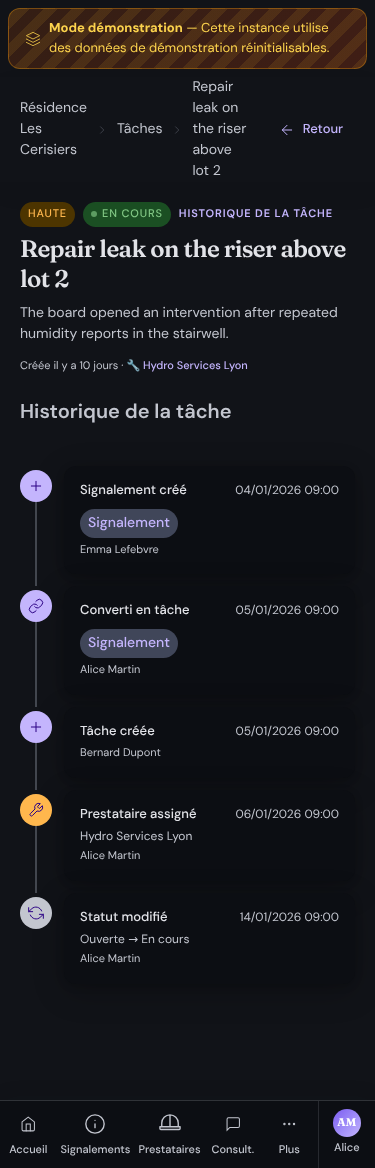 Mode démonstration — Cette instance utilise
des données de démonstration réinitialisables.
Résidence
Les
Cerisiers
Tâches
Repair
leak on
the riser
above
lot 2
Retour
HAUTE
EN COURS
HISTORIQUE DE LA TÂCHE
Repair leak on the riser above
lot 2
The board opened an intervention after repeated
humidity reports in the stairwell.
Créée il y a 10 jours · 🔧 Hydro Services Lyon
Historique de la tâche
Signalement créé 04/01/2026 09:00
Signalement
Emma Lefebvre
Converti en tâche 05/01/2026 09:00
Signalement
Alice Martin
Tâche créée 05/01/2026 09:00
Bernard Dupont
Prestataire assigné 06/01/2026 09:00
Hydro Services Lyon
Alice Martin
Statut modifié 14/01/2026 09:00
Ouverte → En cours
Alice Martin
Accueil
Signalements
Prestataires
Consult.
Plus
AM
Alice